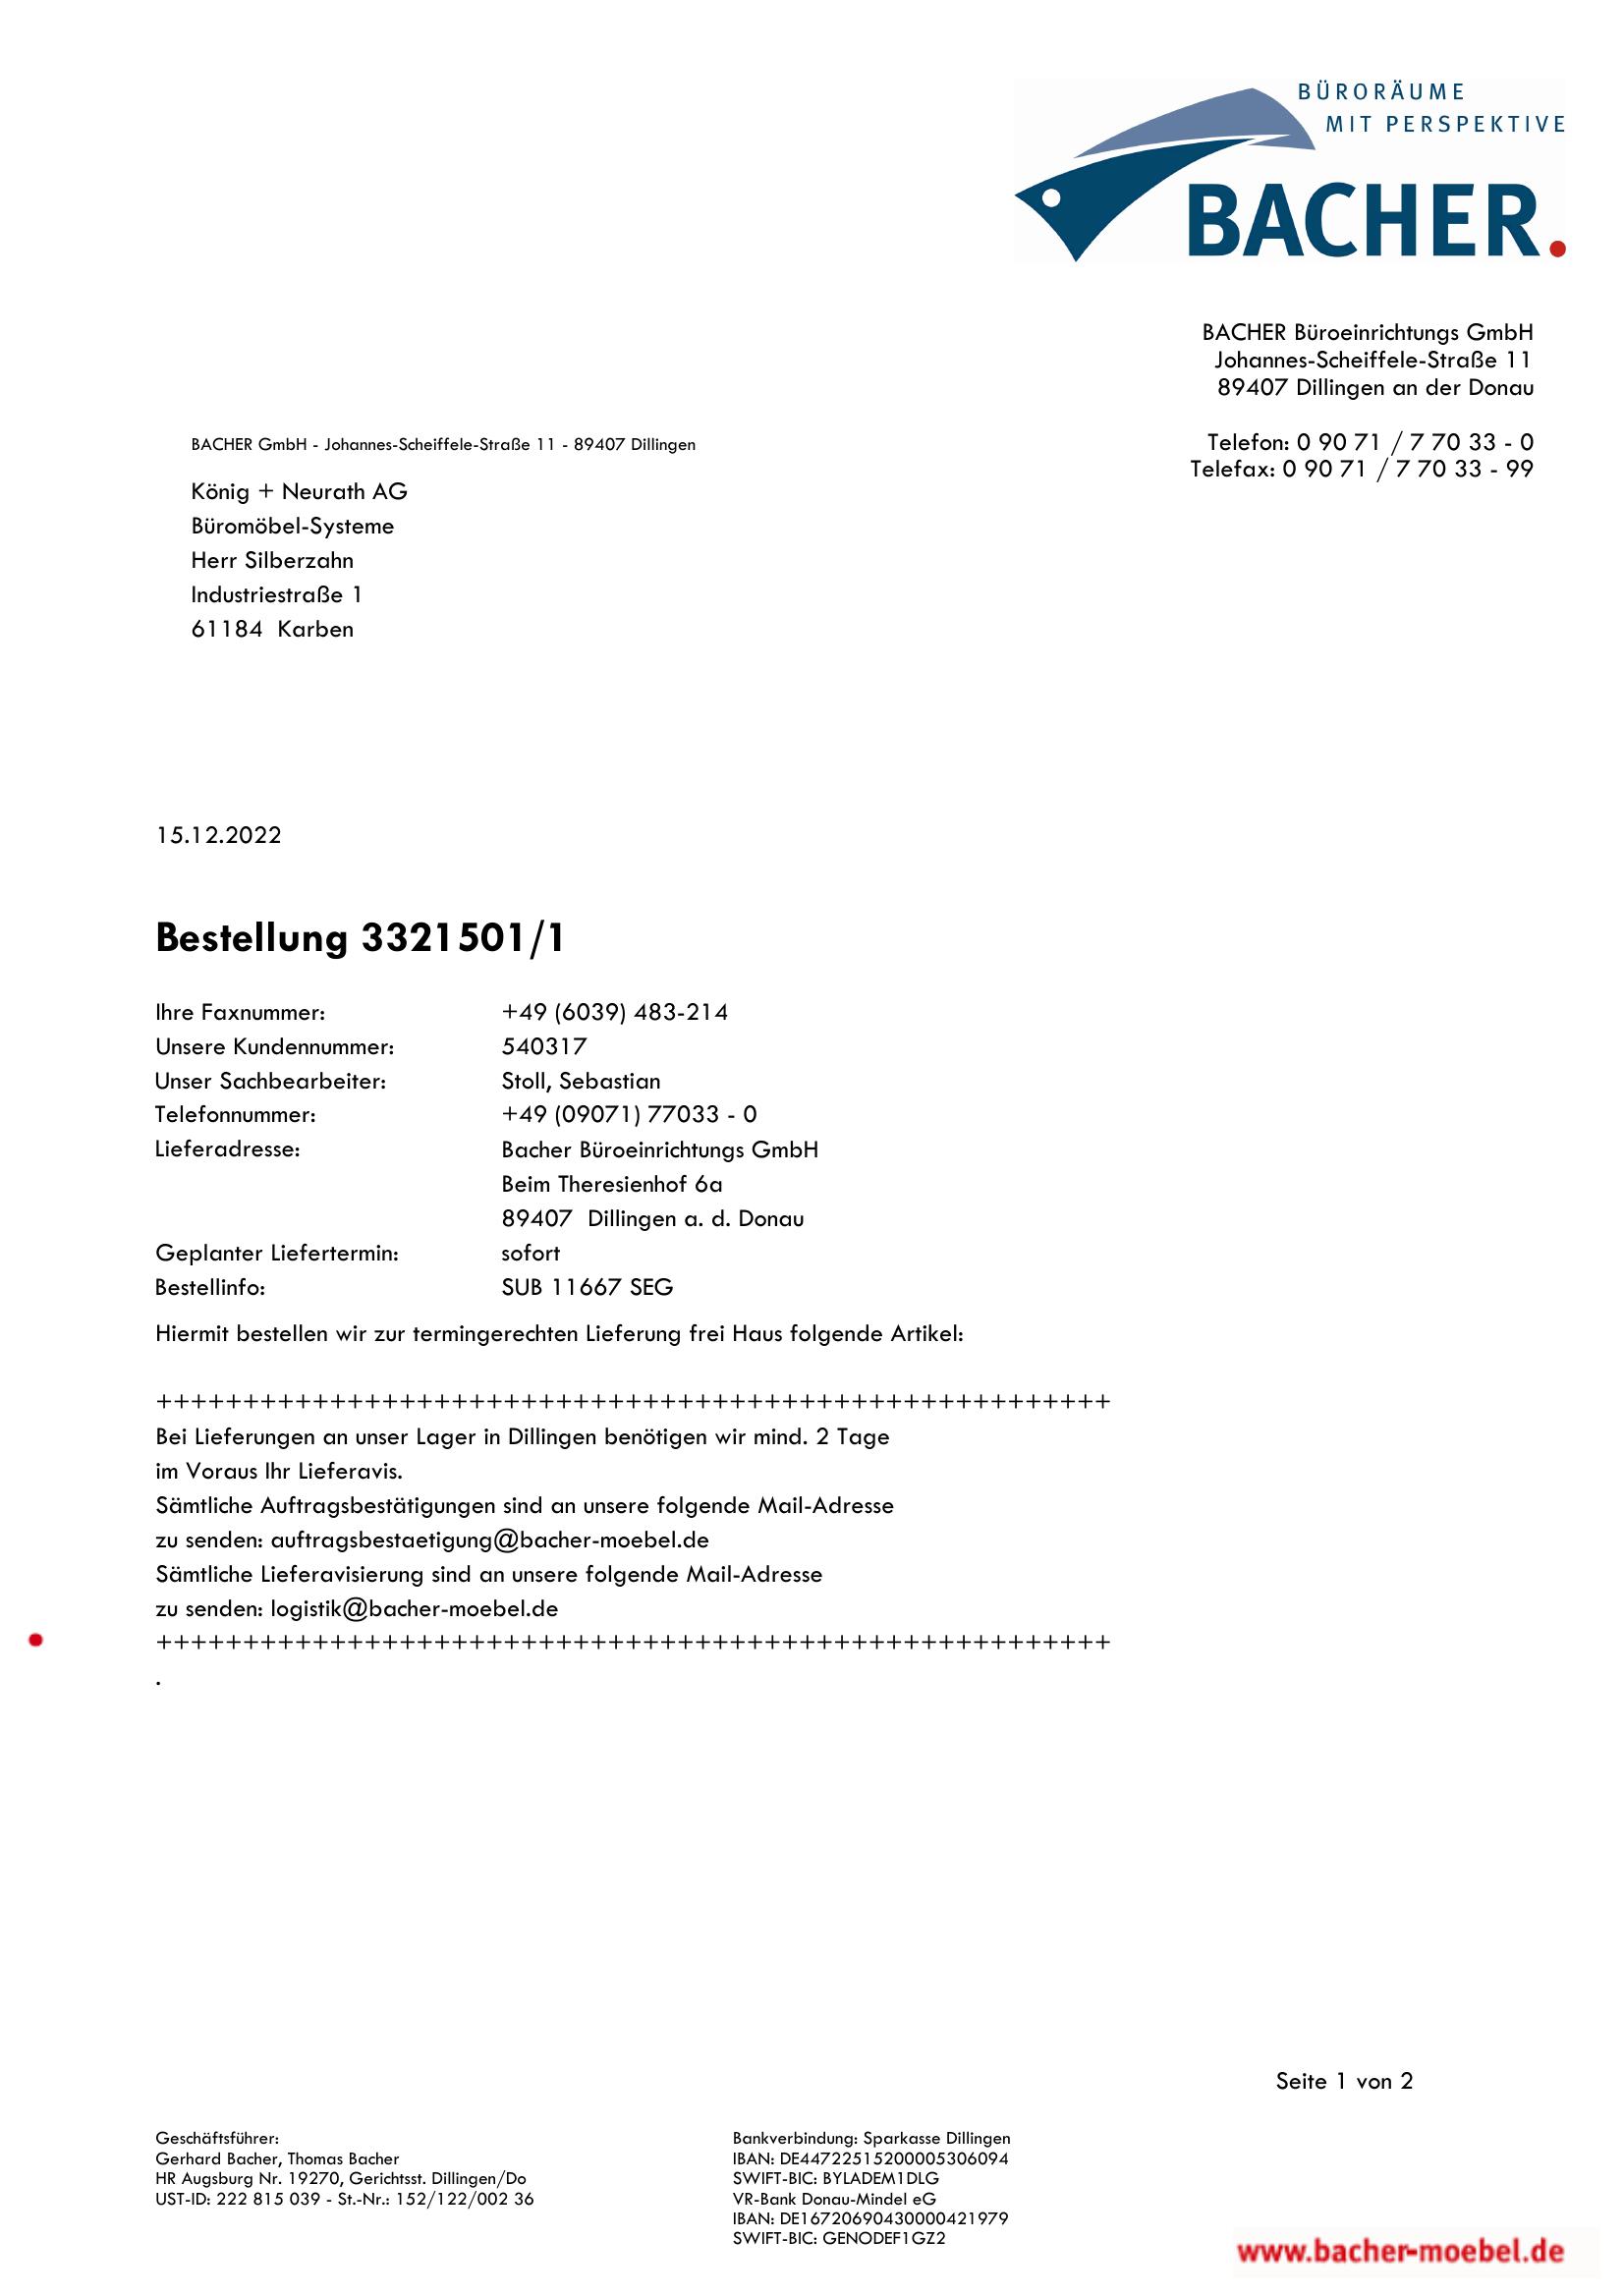 BÜRORÄUME
MIT PERSPEKTIVE
BACHER.
BACHER Büroeinrichtungs GmbH
Johannes-Scheiffele-Straße 11
89407 Dillingen an der Donau
Telefon: 0 90 71 / 7 70 33 - 0
Telefax: 0 90 71 / 7 70 33 - 99
BACHER GmbH - Johannes-Scheiffele-Straße 11 - 89407 Dillingen
König + Neurath AG
Büromöbel-Systeme
Herr Silberzahn
Industriestraße 1
61184 Karben
15.12.2022
Bestellung 3321501/1
Ihre Faxnummer: +49 (6039) 483-214
Unsere Kundennummer: 540317
Unser Sachbearbeiter: Stoll, Sebastian
Telefonnummer: +49 (09071) 77033 - 0
Lieferadresse: Bacher Büroeinrichtungs GmbH
Beim Theresienhof 6a
89407 Dillingen a. d. Donau
Geplanter Liefertermin: sofort
Bestellinfo: SUB 11667 SEG
Hiermit bestellen wir zur termingerechten Lieferung frei Haus folgende Artikel:
+++++++++++++++++++++++++++++++++++++++++++++++++++++++
Bei Lieferungen an unser Lager in Dillingen benötigen wir mind. 2 Tage
im Voraus Ihr Lieferavis.
Sämtliche Auftragsbestätigungen sind an unsere folgende Mail-Adresse
zu senden: auftragsbestaetigung@bacher-moebel.de
Sämtliche Lieferavisierung sind an unsere folgende Mail-Adresse
zu senden: logistik@bacher-moebel.de
+++++++++++++++++++++++++++++++++++++++++++++++++++++++
.
Seite 1 von 2
Geschäftsführer:
Gerhard Bacher, Thomas Bacher
HR Augsburg Nr. 19270, Gerichtsst. Dillingen/Do
UST-ID: 222 815 039 - St.-Nr.: 152/122/002 36
Bankverbindung: Sparkasse Dillingen
IBAN: DE44722515200005306094
SWIFT-BIC: BYLADEM1DLG
VR-Bank Donau-Mindel eG
IBAN: DE16720690430000421979
SWIFT-BIC: GENODEF1GZ2
www.bacher-moebel.de